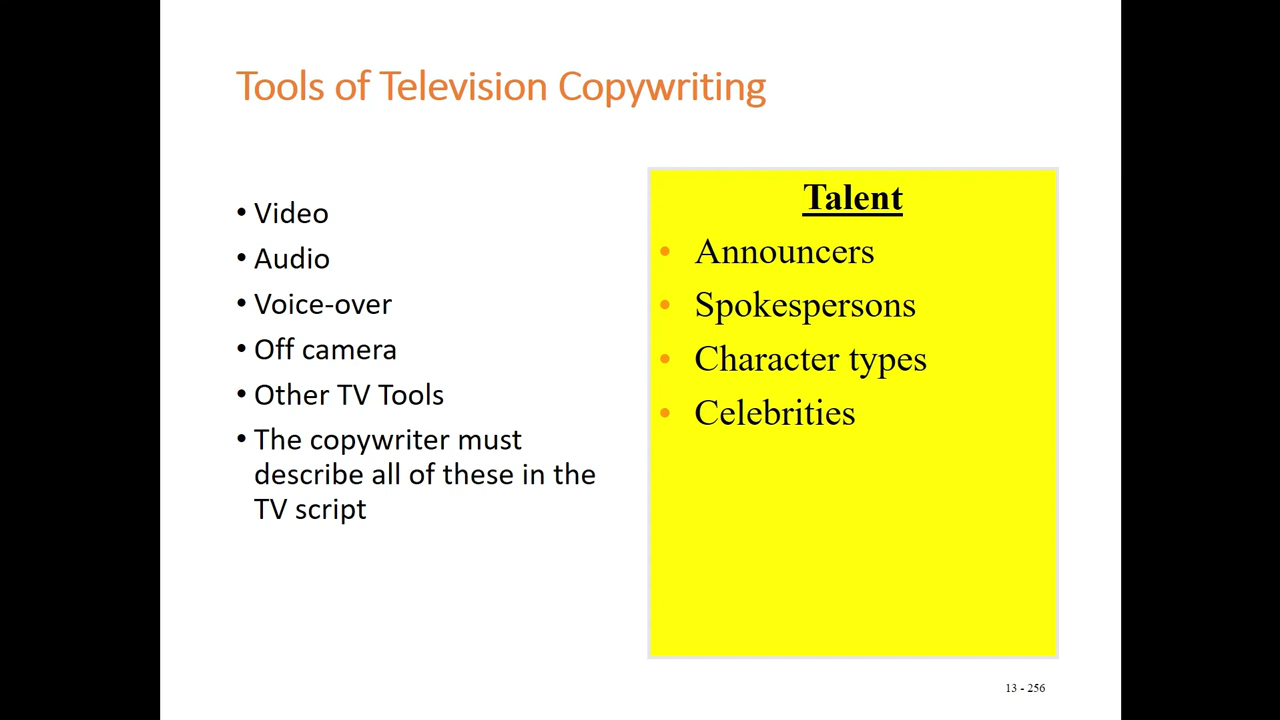 Tools of Television Copywriting
• Video
• Audio
• Voice-over
• Off camera
• Other TV Tools
• The copywriter must
describe all of these in the
TV script
Talent
• Announcers
• Spokespersons
• Character types
• Celebrities
13 - 256